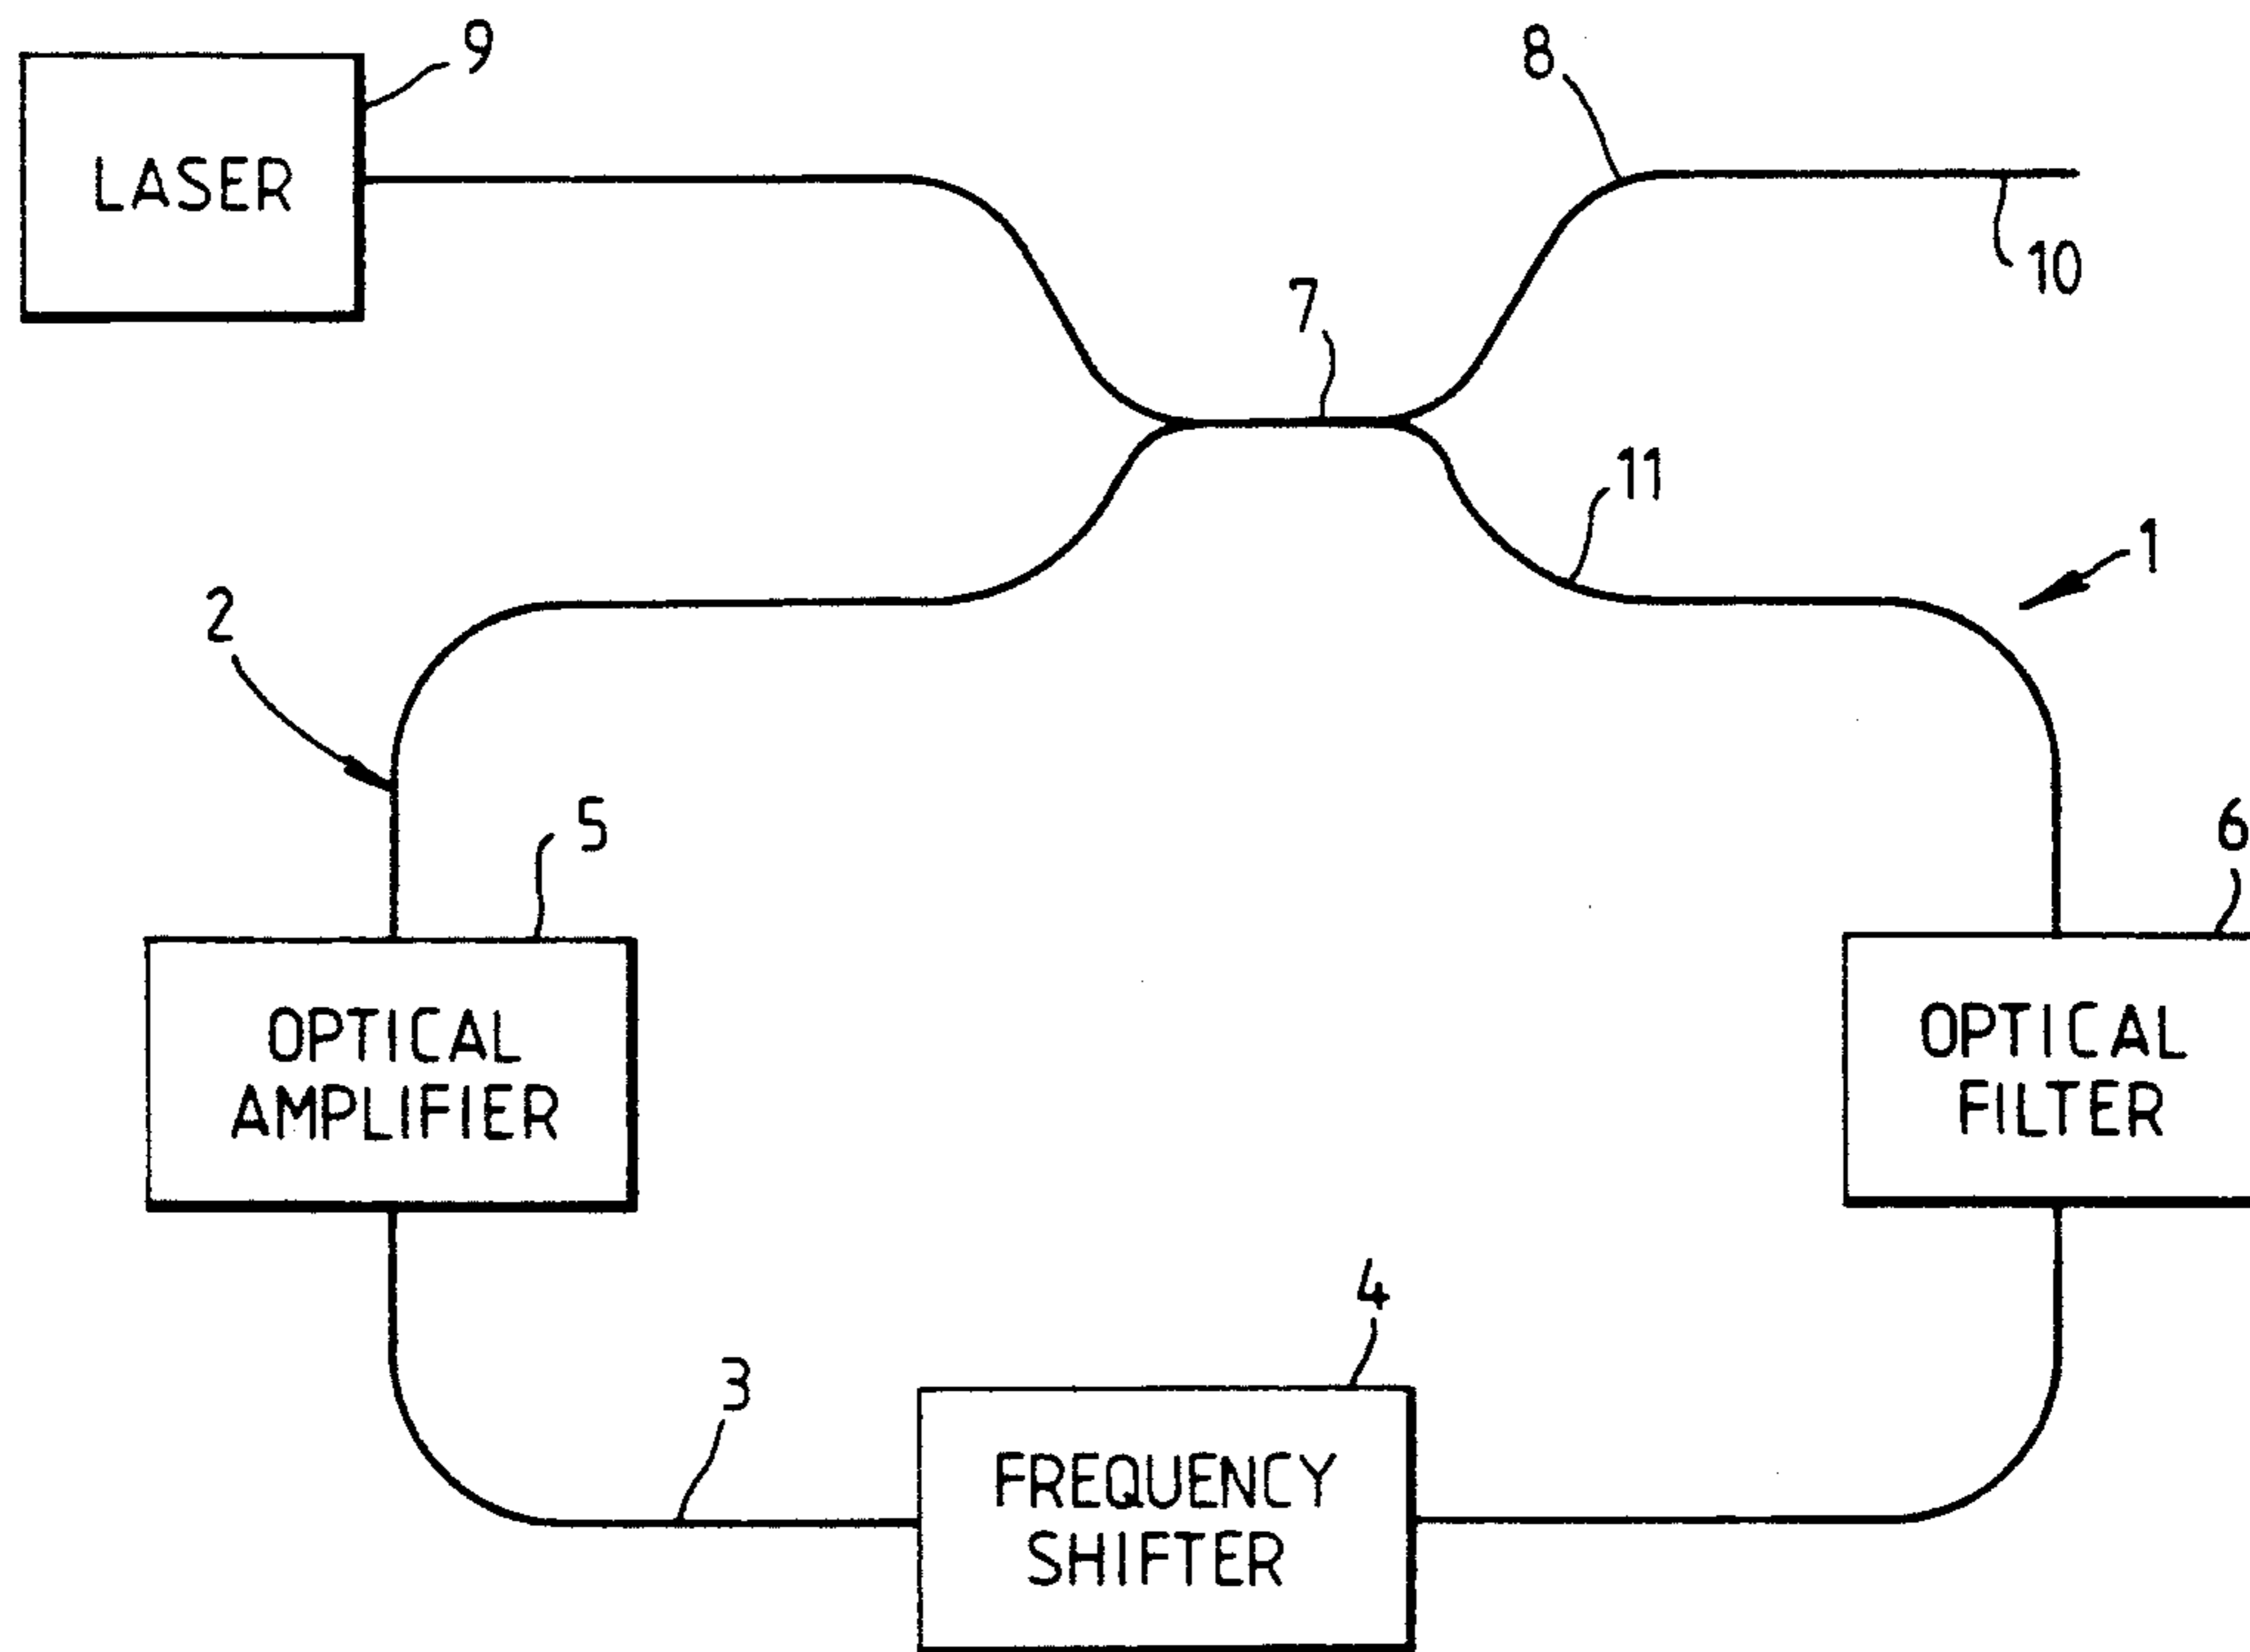 9
8
LASER
10
7
11
1
2
5
6
OPTICAL
AMPLIFIER
OPTICAL
FILTER
4
3
FREQUENCY
SHIFTER